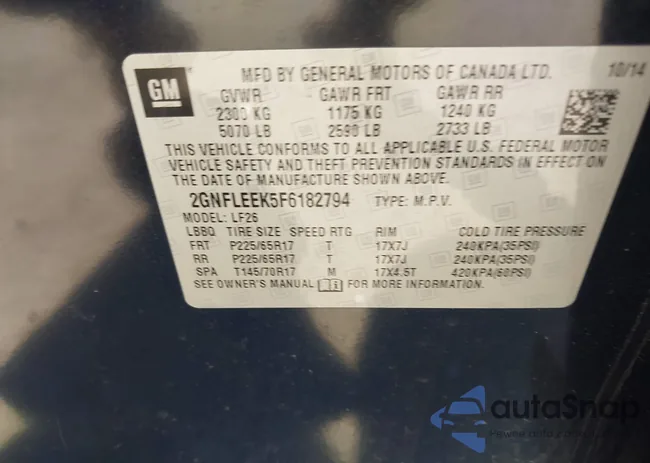 GM
MFD BY GENERAL MOTORS OF CANADA LTD. 10/14
GVWR GAWR FRT GAWR RR
2300 KG 1175 KG 1240 KG
5070 LB 2590 LB 2733 LB
THIS VEHICLE CONFORMS TO ALL APPLICABLE U.S. FEDERAL MOTOR
VEHICLE SAFETY AND THEFT PREVENTION STANDARDS IN EFFECT ON
THE DATE OF MANUFACTURE SHOWN ABOVE.
2GNFLEEK5F6182794 TYPE: M.P.V.
MODEL: LF26
LBBQ TIRE SIZE SPEED RTG RIM COLD TIRE PRESSURE
FRT P225/65R17 T 17X7J 240KPA(35PSI)
RR P225/65R17 T 17X7J 240KPA(35PSI)
SPA T145/70R17 M 17X4.5T 420KPA(60PSI)
SEE OWNER'S MANUAL FOR MORE INFORMATION.
autoSnap